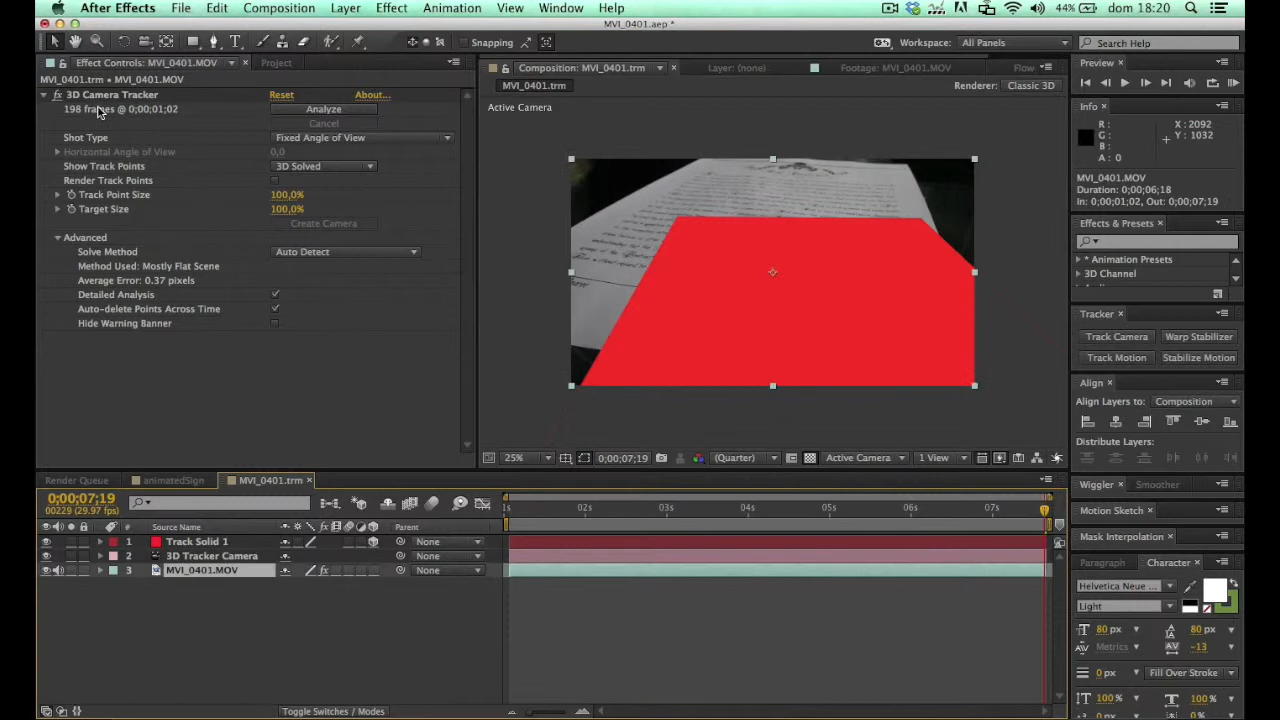 After Effects File Edit Composition Layer Effect Animation View Window Help 44% dom 18:20
MVI_0401.aep *
Snapping Workspace: All Panels Search Help
Effect Controls: MVI_0401.MOV Project
MVI_0401.trm • MVI_0401.MOV
fx 3D Camera Tracker Reset About...
198 frames @ 0;00;01;02 Analyze
Cancel
Shot Type Fixed Angle of View
Horizontal Angle of View 0,0
Show Track Points 3D Solved
Render Track Points
Track Point Size 100,0%
Target Size 100,0%
Create Camera
Advanced
Solve Method Auto Detect
Method Used: Mostly Flat Scene
Average Error: 0.37 pixels
Detailed Analysis
Auto-delete Points Across Time
Hide Warning Banner
Composition: MVI_0401.trm Layer: (none) Footage: MVI_0401.MOV Flow
MVI_0401.trm Renderer: Classic 3D
Active Camera
25% 0;00;07;19 (Quarter) Active Camera 1 View
Preview
Info
R: X: 2092
G: Y: 1032
B:
A: 0
MVI_0401.MOV
Duration: 0;00;06;18
In: 0;00;01;02, Out: 0;00;07;19
Effects & Presets
* Animation Presets
3D Channel
Tracker
Track Camera Warp Stabilizer
Track Motion Stabilize Motion
Align
Align Layers to: Composition
Distribute Layers:
Wiggler Smoother
Motion Sketch
Mask Interpolation
Paragraph Character
Helvetica Neue ...
Light
80 px 80 px
Metrics -13
0 px Fill Over Stroke
100% 100%
0 px 0%
Render Queue animatedSign MVI_0401.trm
0;00;07;19
00229 (29.97 fps)
# Source Name fx Parent
1s 02s 03s 04s 05s 06s 07s
1 Track Solid 1 None
2 3D Tracker Camera None
3 MVI_0401.MOV fx None
Toggle Switches / Modes